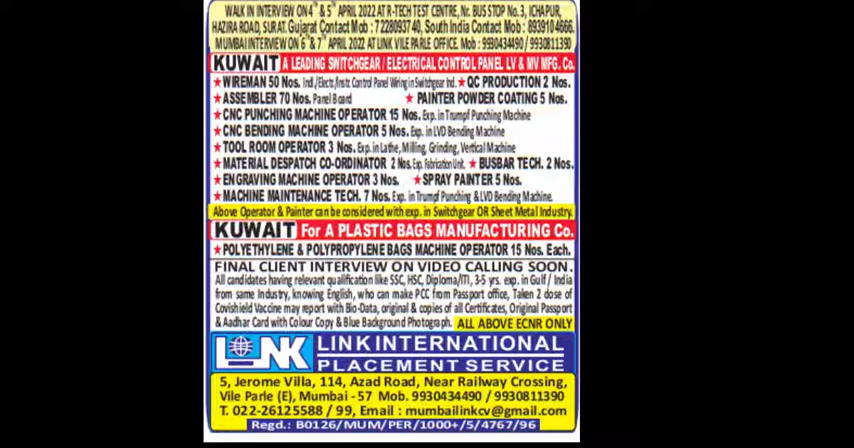 WALK IN INTERVIEW ON 4th & 5th APRIL 2022 AT R-TECH TEST CENTRE, Nr. BUS STOP No. 3, ICHAPUR,
HAZIRA ROAD, SURAT. Gujarat Contact Mob : 7228093740, South India Contact Mob : 8939104666.
MUMBAI INTERVIEW ON 6th & 7th APRIL 2022 AT LINK VILE PARLE OFFICE. Mob : 9930434490 / 9930811390
KUWAIT A LEADING SWITCHGEAR / ELECTRICAL CONTROL PANEL LV & MV MFG. Co.
★ WIREMAN 50 Nos. Indl./Electr./Instr. Control Panel Wiring in Switchgear Ind. ★ QC PRODUCTION 2 Nos.
★ ASSEMBLER 70 Nos. Panel Board ★ PAINTER POWDER COATING 5 Nos.
★ CNC PUNCHING MACHINE OPERATOR 15 Nos. Exp. in Trumpf Punching Machine
★ CNC BENDING MACHINE OPERATOR 5 Nos. Exp. in LVD Bending Machine
★ TOOL ROOM OPERATOR 3 Nos. Exp. in Lathe, Milling, Grinding, Vertical Machine
★ MATERIAL DESPATCH CO-ORDINATOR 2 Nos. Exp. Fabrication Unit. ★ BUSBAR TECH. 2 Nos.
★ ENGRAVING MACHINE OPERATOR 3 Nos. ★ SPRAY PAINTER 5 Nos.
★ MACHINE MAINTENANCE TECH. 7 Nos. Exp. in Trumpf Punching & LVD Bending Machine.
Above Operator & Painter can be considered with exp. in Switchgear OR Sheet Metal Industry.
KUWAIT For A PLASTIC BAGS MANUFACTURING Co.
★ POLYETHYLENE & POLYPROPYLENE BAGS MACHINE OPERATOR 15 Nos. Each.
FINAL CLIENT INTERVIEW ON VIDEO CALLING SOON.
All candidates having relevant qualification like SSC, HSC, Diploma/ITI, 3-5 yrs. exp. in Gulf / India
from same Industry, knowing English, who can make PCC from Passport office, Taken 2 dose of
Covishield Vaccine may report with Bio-Data, original & copies of all Certificates, Original Passport
& Aadhar Card with Colour Copy & Blue Background Photograph. ALL ABOVE ECNR ONLY
LINK LINK INTERNATIONAL
PLACEMENT SERVICE
5, Jerome Villa, 114, Azad Road, Near Railway Crossing,
Vile Parle (E), Mumbai - 57 Mob. 9930434490 / 9930811390
T. 022-26125588 / 99, Email : mumbailinkcv@gmail.com
Regd.: B0126/MUM/PER/1000+/5/4767/96